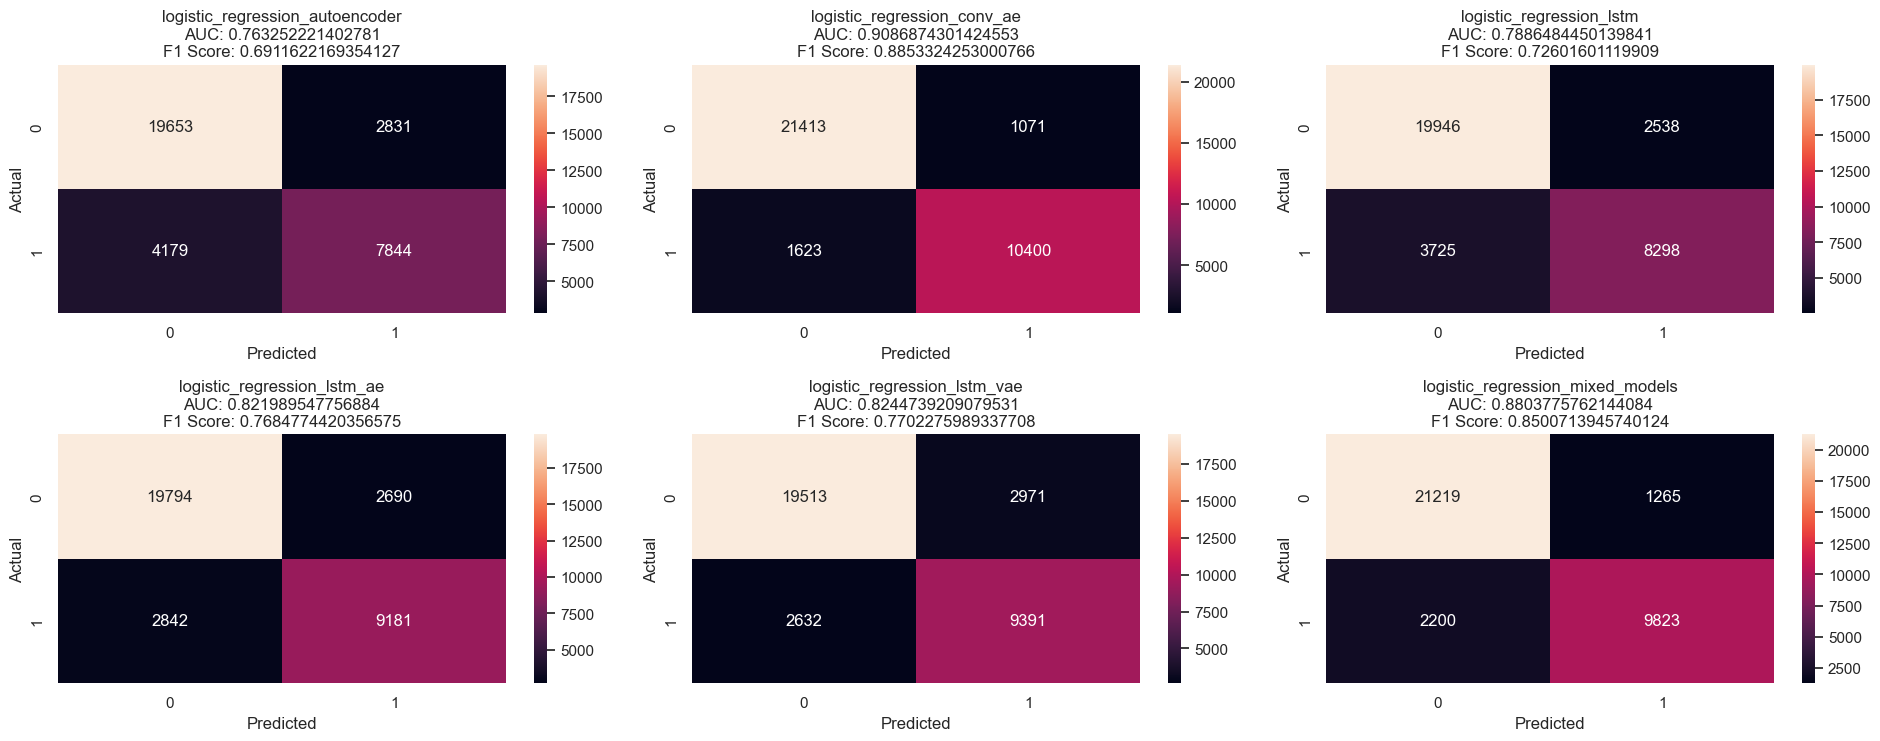 logistic_regression_autoencoder
AUC: 0.763252221402781
F1 Score: 0.6911622169354127
17500
15000
12500
10000
7500
5000
0
1
Actual
19653
2831
4179
7844
0
1
Predicted
logistic_regression_conv_ae
AUC: 0.9086874301424553
F1 Score: 0.8853324253000766
20000
15000
10000
5000
0
1
Actual
21413
1071
1623
10400
0
1
Predicted
logistic_regression_lstm
AUC: 0.7886484450139841
F1 Score: 0.72601601119909
17500
15000
12500
10000
7500
5000
0
1
Actual
19946
2538
3725
8298
0
1
Predicted
logistic_regression_lstm_ae
AUC: 0.821989547756884
F1 Score: 0.7684774420356575
17500
15000
12500
10000
7500
5000
0
1
Actual
19794
2690
2842
9181
0
1
Predicted
logistic_regression_lstm_vae
AUC: 0.8244739209079531
F1 Score: 0.7702275989337708
17500
15000
12500
10000
7500
5000
0
1
Actual
19513
2971
2632
9391
0
1
Predicted
logistic_regression_mixed_models
AUC: 0.8803775762144084
F1 Score: 0.8500713945740124
20000
17500
15000
12500
10000
7500
5000
2500
0
1
Actual
21219
1265
2200
9823
0
1
Predicted